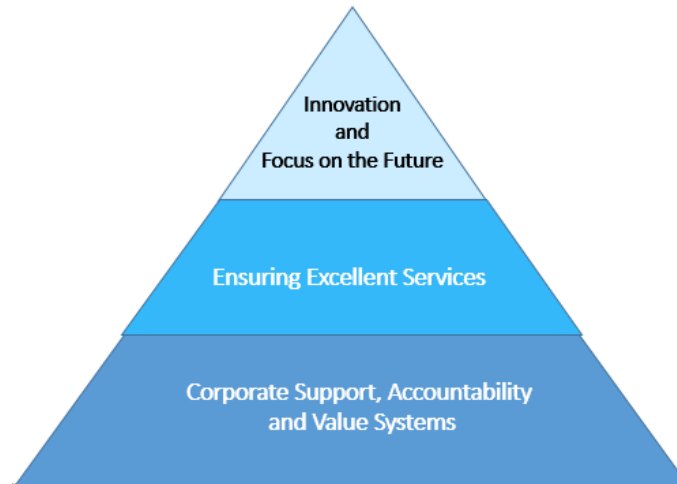 Innovation
and
Focus on the Future
Ensuring Excellent Services
Corporate Support, Accountability
and Value Systems